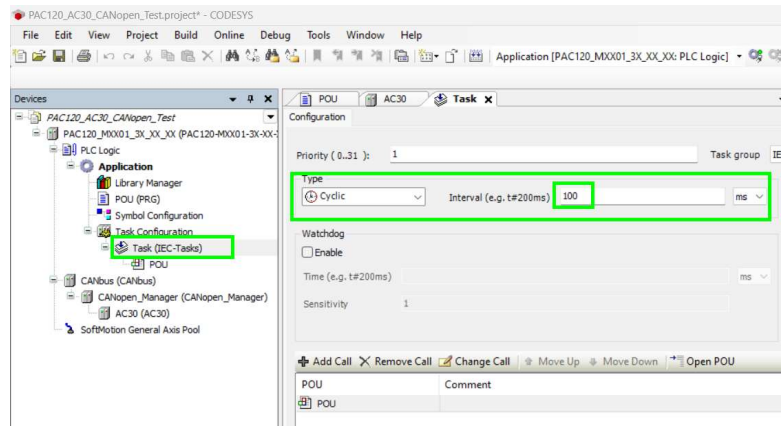 PAC120_AC30_CANopen_Test.project* - CODESYS
File Edit View Project Build Online Debug Tools Window Help
Application [PAC120_MXX01_3X_XX_XX: PLC Logic]
Devices
POU AC30 Task
PAC120_AC30_CANopen_Test
Configuration
PAC120_MXX01_3X_XX_XX (PAC120-MXX01-3X-XX-
PLC Logic
Priority ( 0..31 ): 1 Task group IE
Application
Type
Library Manager
Cyclic Interval (e.g. t#200ms) 100 ms
POU (PRG)
Symbol Configuration
Task Configuration
Watchdog
Task (IEC-Tasks)
Enable
POU
Time (e.g. t#200ms) ms
CANbus (CANbus)
CANopen_Manager (CANopen_Manager)
Sensitivity 1
AC30 (AC30)
SoftMotion General Axis Pool
Add Call Remove Call Change Call Move Up Move Down Open POU
POU Comment
POU